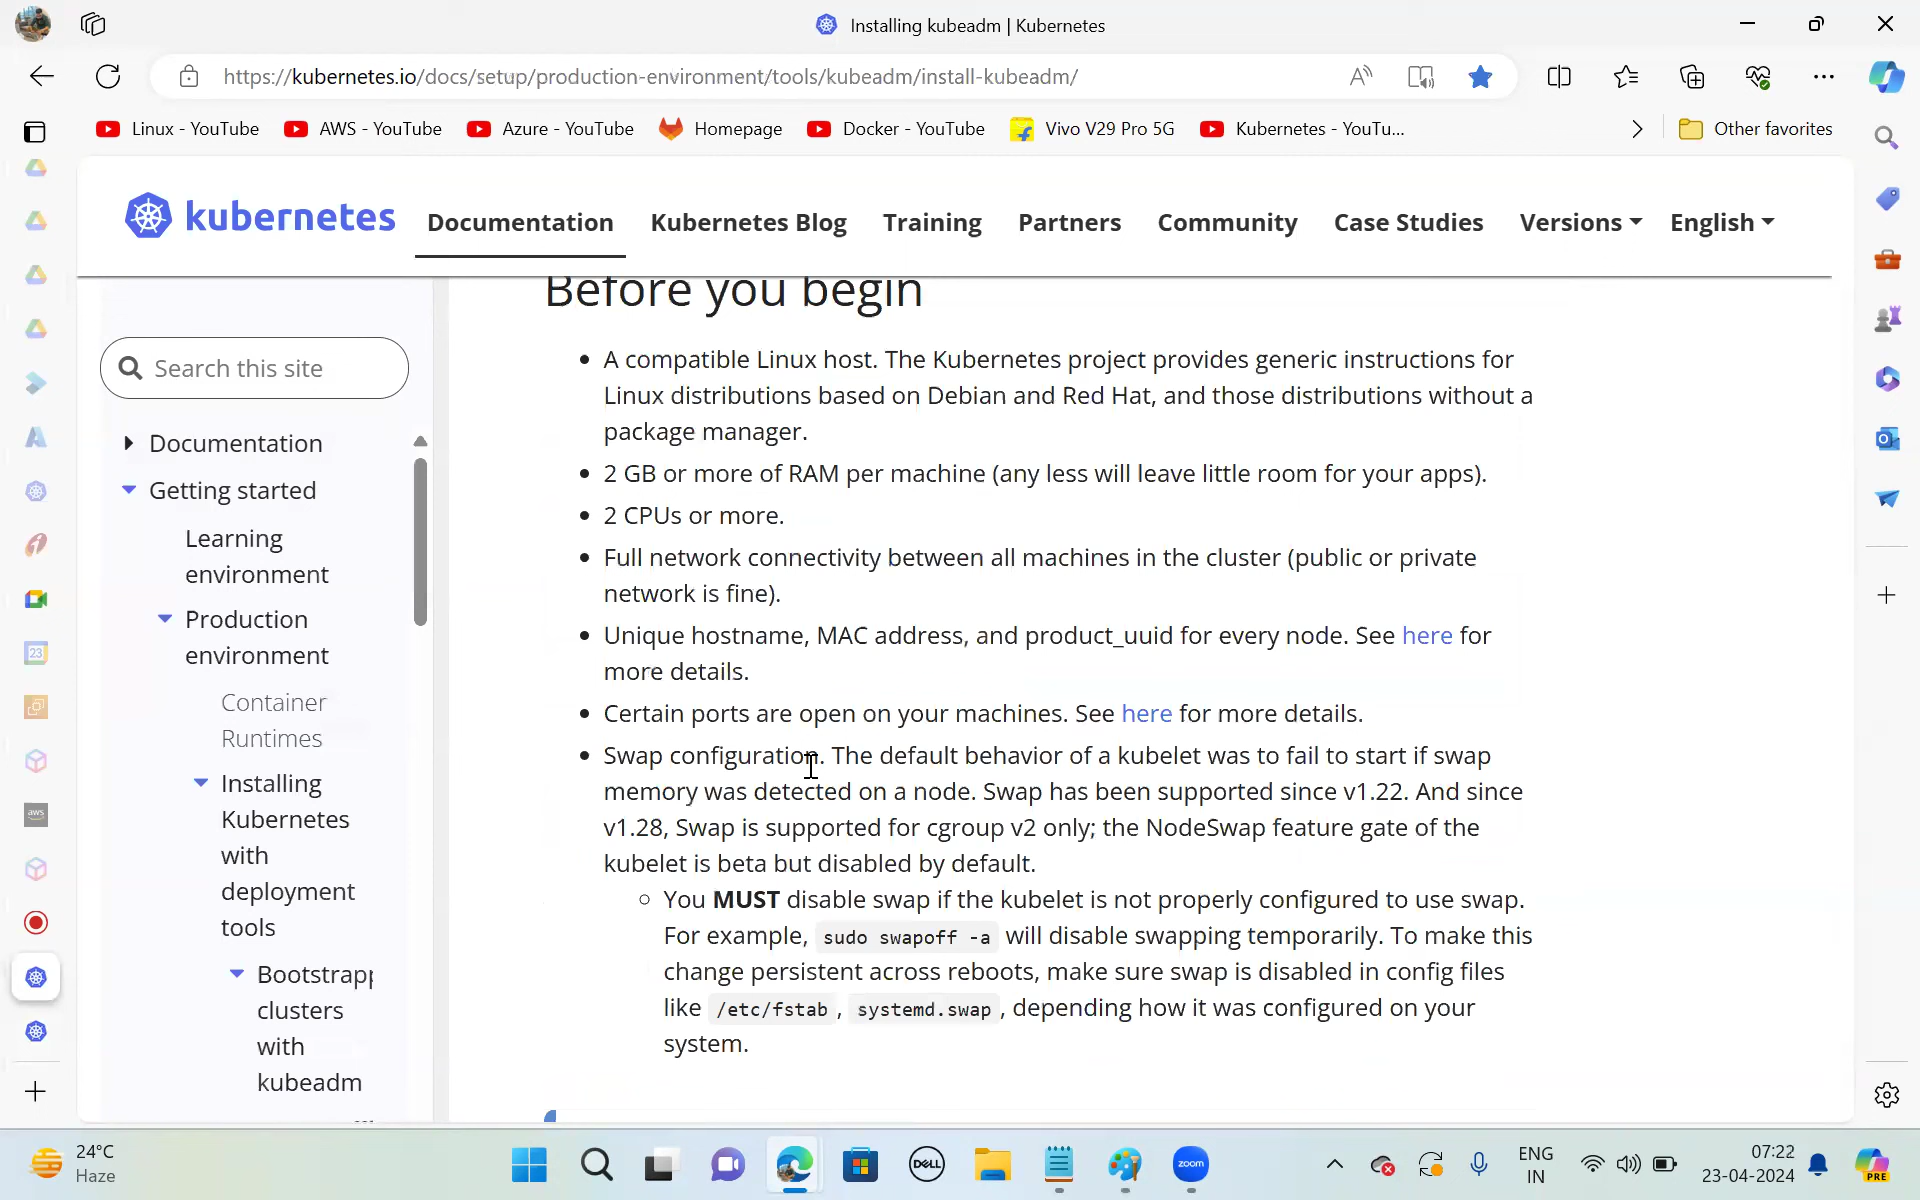 Installing kubeadm | Kubernetes
https://kubernetes.io/docs/setup/production-environment/tools/kubeadm/install-kubeadm/
Linux - YouTube
AWS - YouTube
Azure - YouTube
Homepage
Docker - YouTube
Vivo V29 Pro 5G
Kubernetes - YouTu...
Other favorites
kubernetes
Documentation
Kubernetes Blog
Training
Partners
Community
Case Studies
Versions
English
Search this site
Documentation
Getting started
Learning
environment
Production
environment
Container
Runtimes
Installing
Kubernetes
with
deployment
tools
Bootstrapp
clusters
with
kubeadm
Before you begin
A compatible Linux host. The Kubernetes project provides generic instructions for
Linux distributions based on Debian and Red Hat, and those distributions without a
package manager.
2 GB or more of RAM per machine (any less will leave little room for your apps).
2 CPUs or more.
Full network connectivity between all machines in the cluster (public or private
network is fine).
Unique hostname, MAC address, and product_uuid for every node. See here for
more details.
Certain ports are open on your machines. See here for more details.
Swap configuration. The default behavior of a kubelet was to fail to start if swap
memory was detected on a node. Swap has been supported since v1.22. And since
v1.28, Swap is supported for cgroup v2 only; the NodeSwap feature gate of the
kubelet is beta but disabled by default.
You MUST disable swap if the kubelet is not properly configured to use swap.
For example, sudo swapoff -a will disable swapping temporarily. To make this
change persistent across reboots, make sure swap is disabled in config files
like /etc/fstab, systemd.swap, depending how it was configured on your
system.
23
aws
24°C
Haze
DELL
zoom
ENG
IN
07:22
23-04-2024
PRE